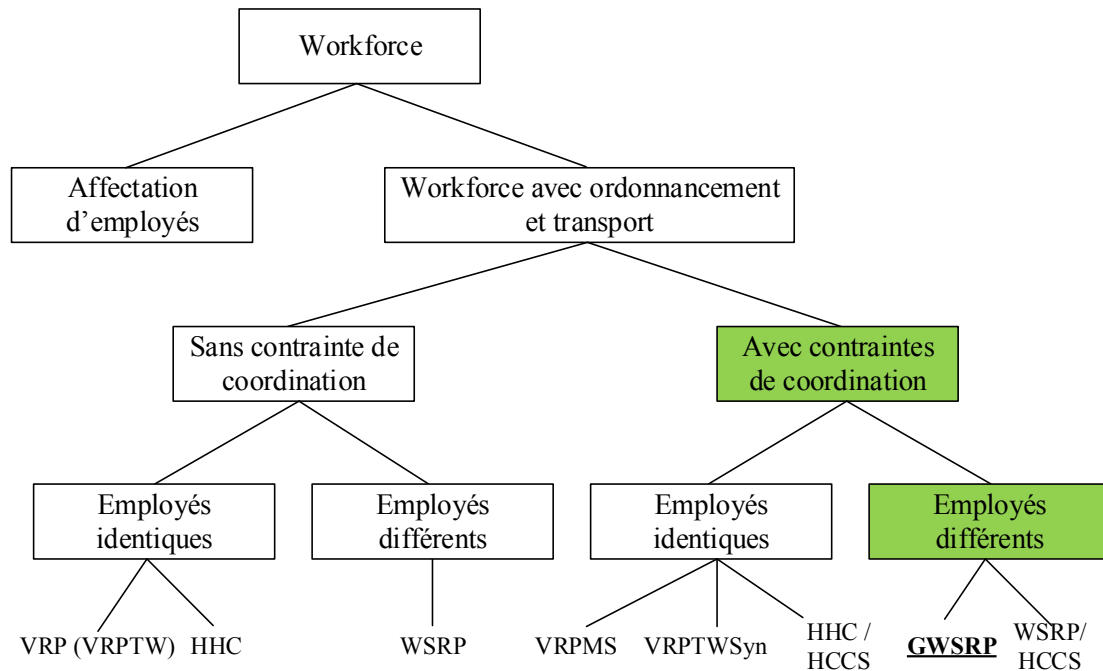 Workforce
Affectation
d’employés
Workforce avec ordonnancement
et transport
Sans contrainte de
coordination
Avec contraintes
de coordination
Employés
identiques
Employés
différents
Employés
identiques
Employés
différents
VRP (VRPTW)
HHC
WSRP
VRPMS
VRPTWSyn
HHC /
HCCS
GWSRP
WSRP/
HCCS